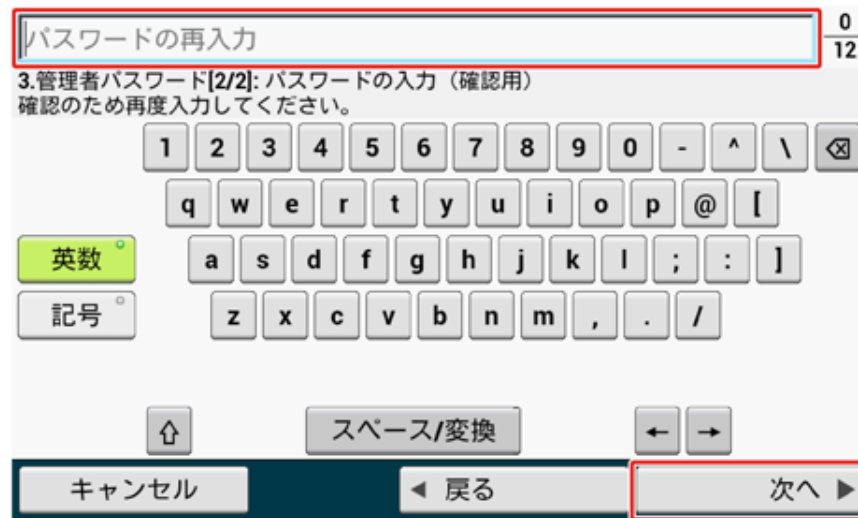 パスワードの再入力
0
12
3.管理者パスワード[2/2]: パスワードの入力（確認用）
確認のため再度入力してください。
1 2 3 4 5 6 7 8 9 0 - ^ \
q w e r t y u i o p @ [
英数 a s d f g h j k l ; : ]
記号 z x c v b n m , . /
スペース/変換 ← →
キャンセル ◀ 戻る 次へ ▶